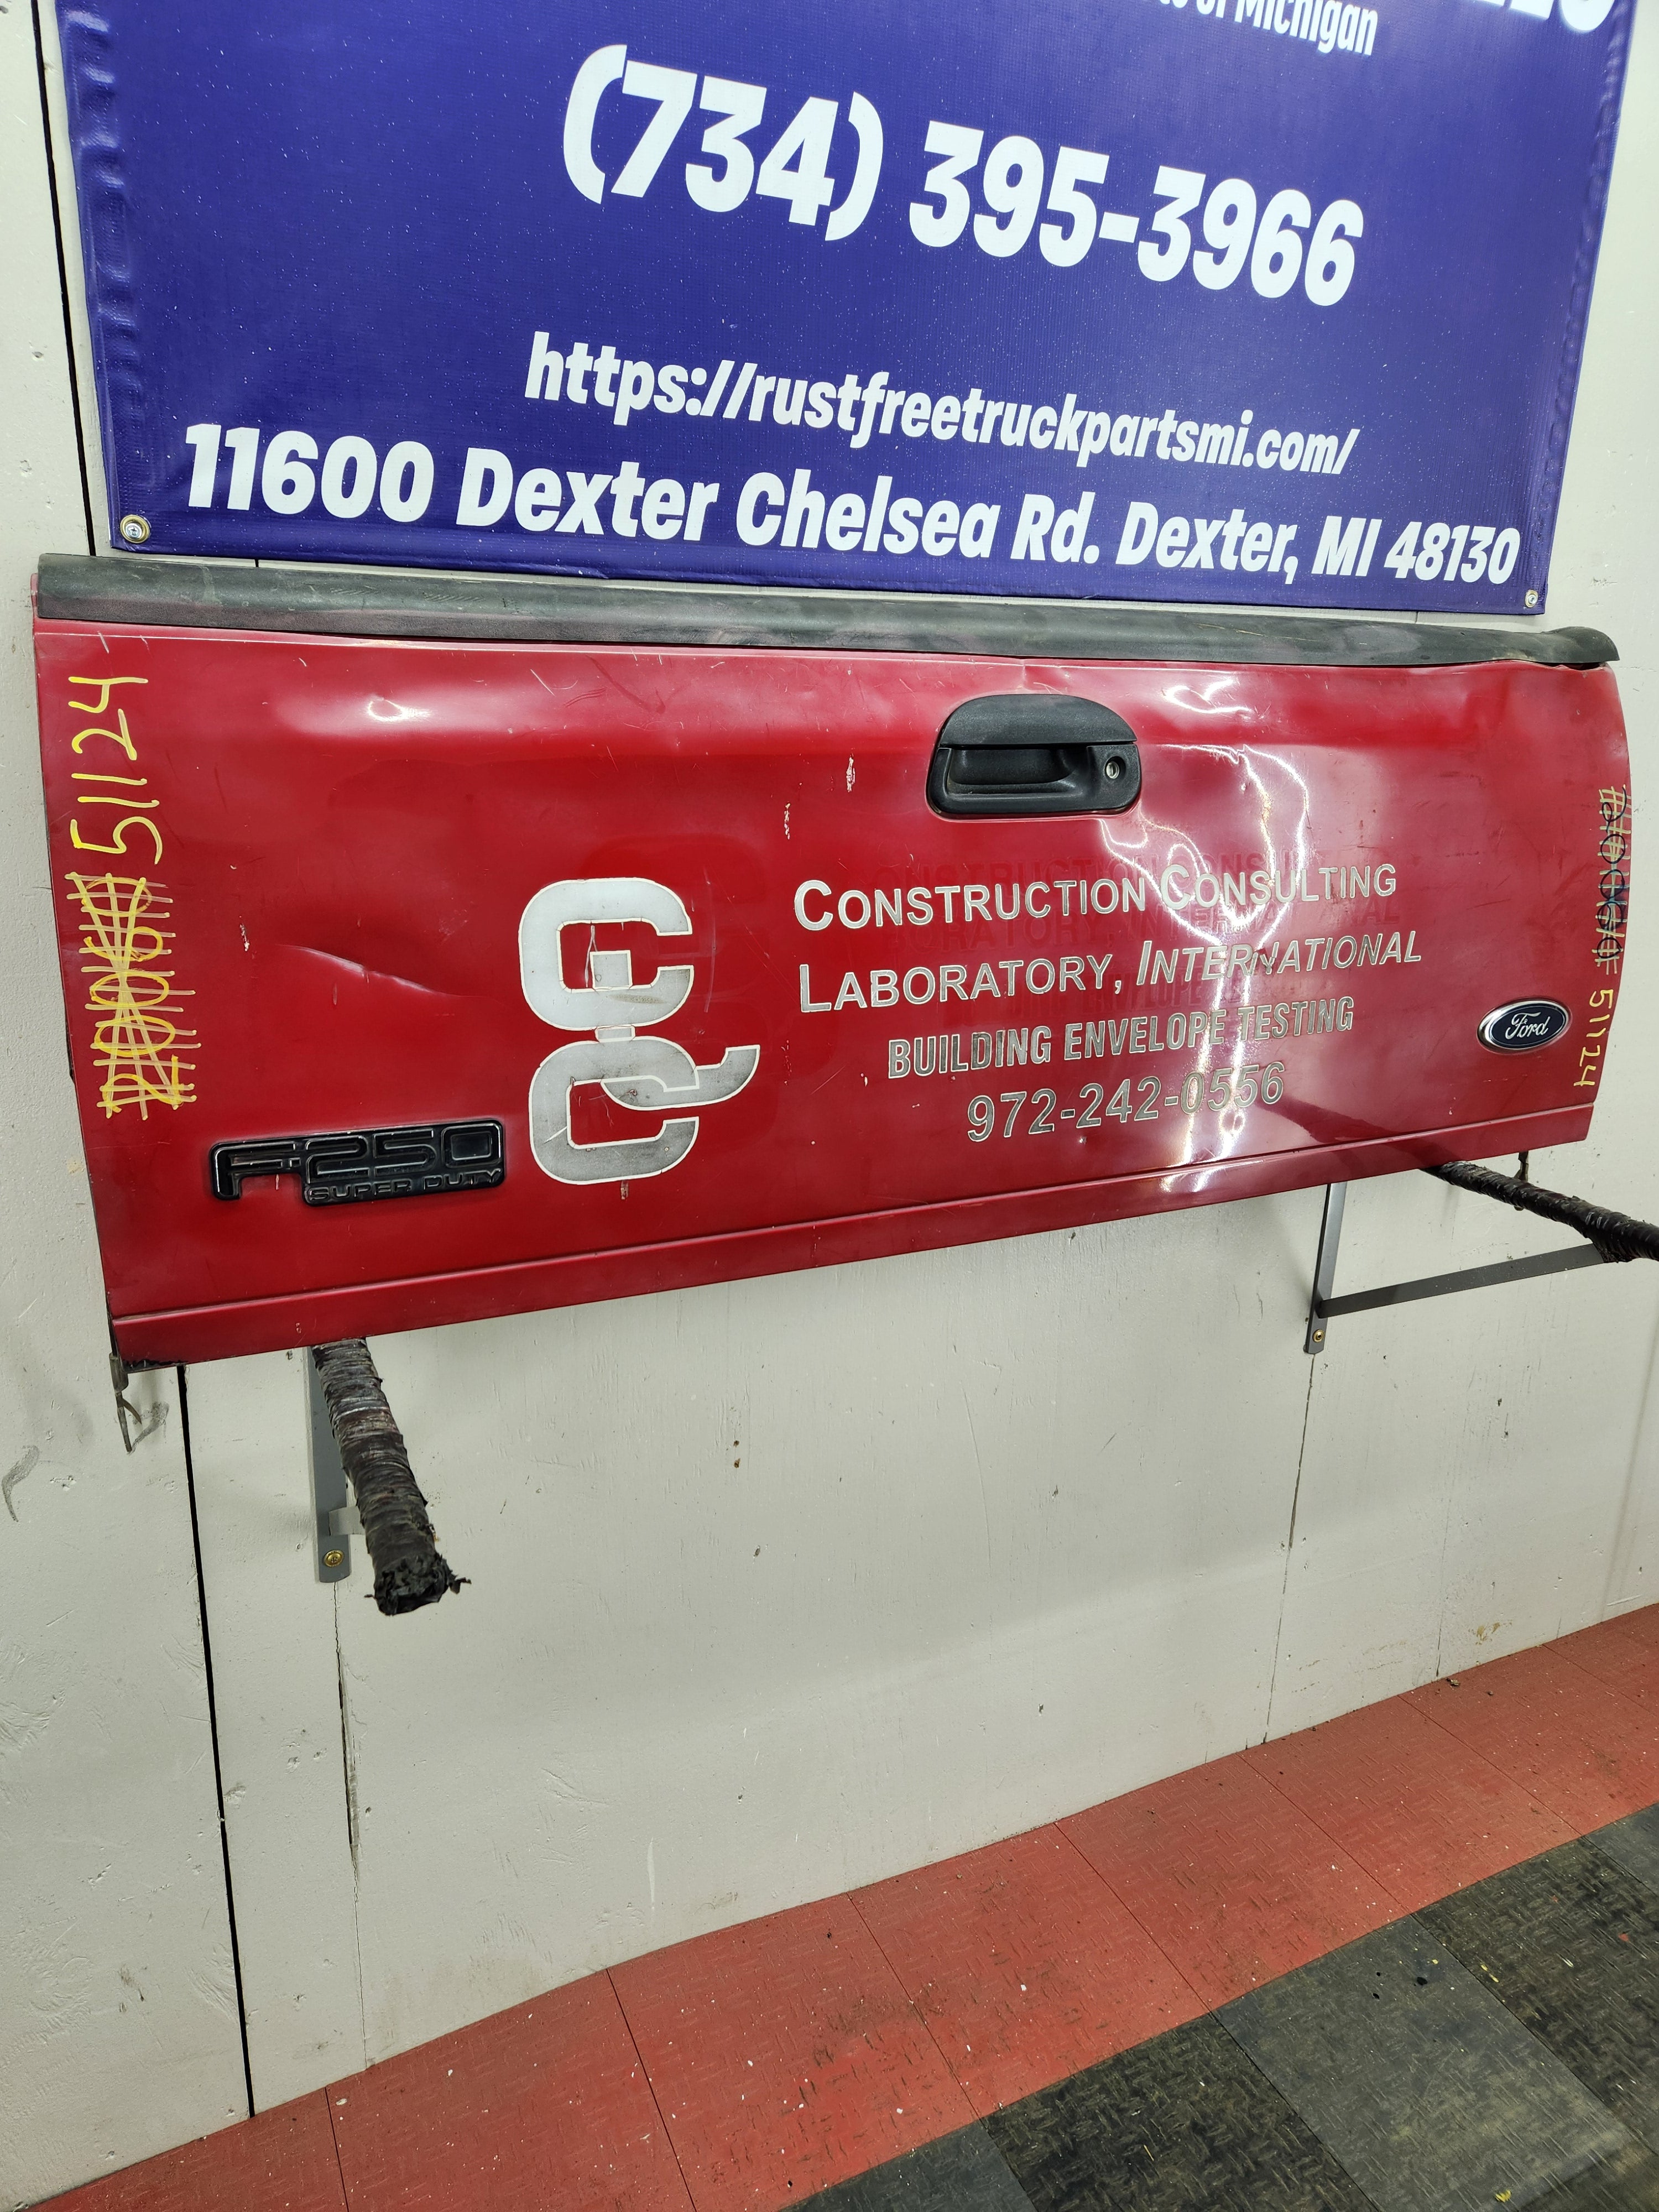 of Michigan
(734) 395-3966
https://rustfreetruckpartsmi.com/
11600 Dexter Chelsea Rd. Dexter, MI 48130
51124
CONSTRUCTION CONSULTING
LABORATORY, INTERNATIONAL
BUILDING ENVELOPE TESTING
972-242-0556
Ford
51124
F-250
SUPER DUTY